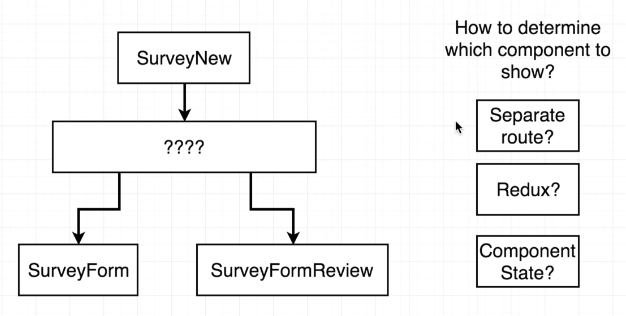 How to determine
which component to
show?
SurveyNew
Separate
route?
????
Redux?
SurveyForm
SurveyFormReview
Component
State?